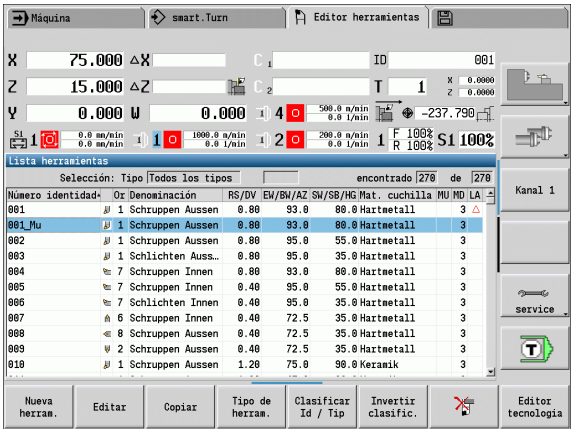 Máquina smart.Turn Editor herramientas
X 75.000 ΔX C 1 ID 001
Z 15.000 ΔZ C 2 T 1 X 0.0000 Z 0.0000
Y 0.000 W 0.000 4 0 500.0 m/min 0.0 1/min -237.790
S1 1 0 0.0 mm/min 0.0 m/min 1 0 1000.0 m/min 0.0 1/min 2 0 200.0 m/min 0.0 1/min 1 F 100% R 100% S1 100%
Lista herramientas
Selección: Tipo Todos los tipos encontrado 270 de 270
Número identidad Or Denominación RS/DV EW/BW/AZ SW/SB/HG Mat. cuchilla MU MD LA
001 1 Schruppen Aussen 0.80 93.0 80.0 Hartmetall 3
001_Mu 1 Schruppen Aussen 0.80 93.0 80.0 Hartmetall 3
002 1 Schruppen Aussen 0.80 95.0 55.0 Hartmetall 3
003 1 Schlichten Auss… 0.80 95.0 35.0 Hartmetall 3
004 7 Schruppen Innen 0.80 93.0 80.0 Hartmetall 3
005 7 Schruppen Innen 0.40 95.0 55.0 Hartmetall 3
006 7 Schlichten Innen 0.40 95.0 35.0 Hartmetall 3
007 6 Schruppen Innen 0.40 72.5 35.0 Hartmetall 3
008 8 Schruppen Aussen 0.40 72.5 35.0 Hartmetall 3
009 2 Schruppen Aussen 0.40 72.5 35.0 Hartmetall 3
010 1 Schruppen Aussen 1.20 75.0 90.0 Keramik 3
Kanal 1
service
T
Nueva herram.
Editar
Copiar
Tipo de herram.
Clasificar Id / Tip
Invertir clasific.
Editor tecnologia